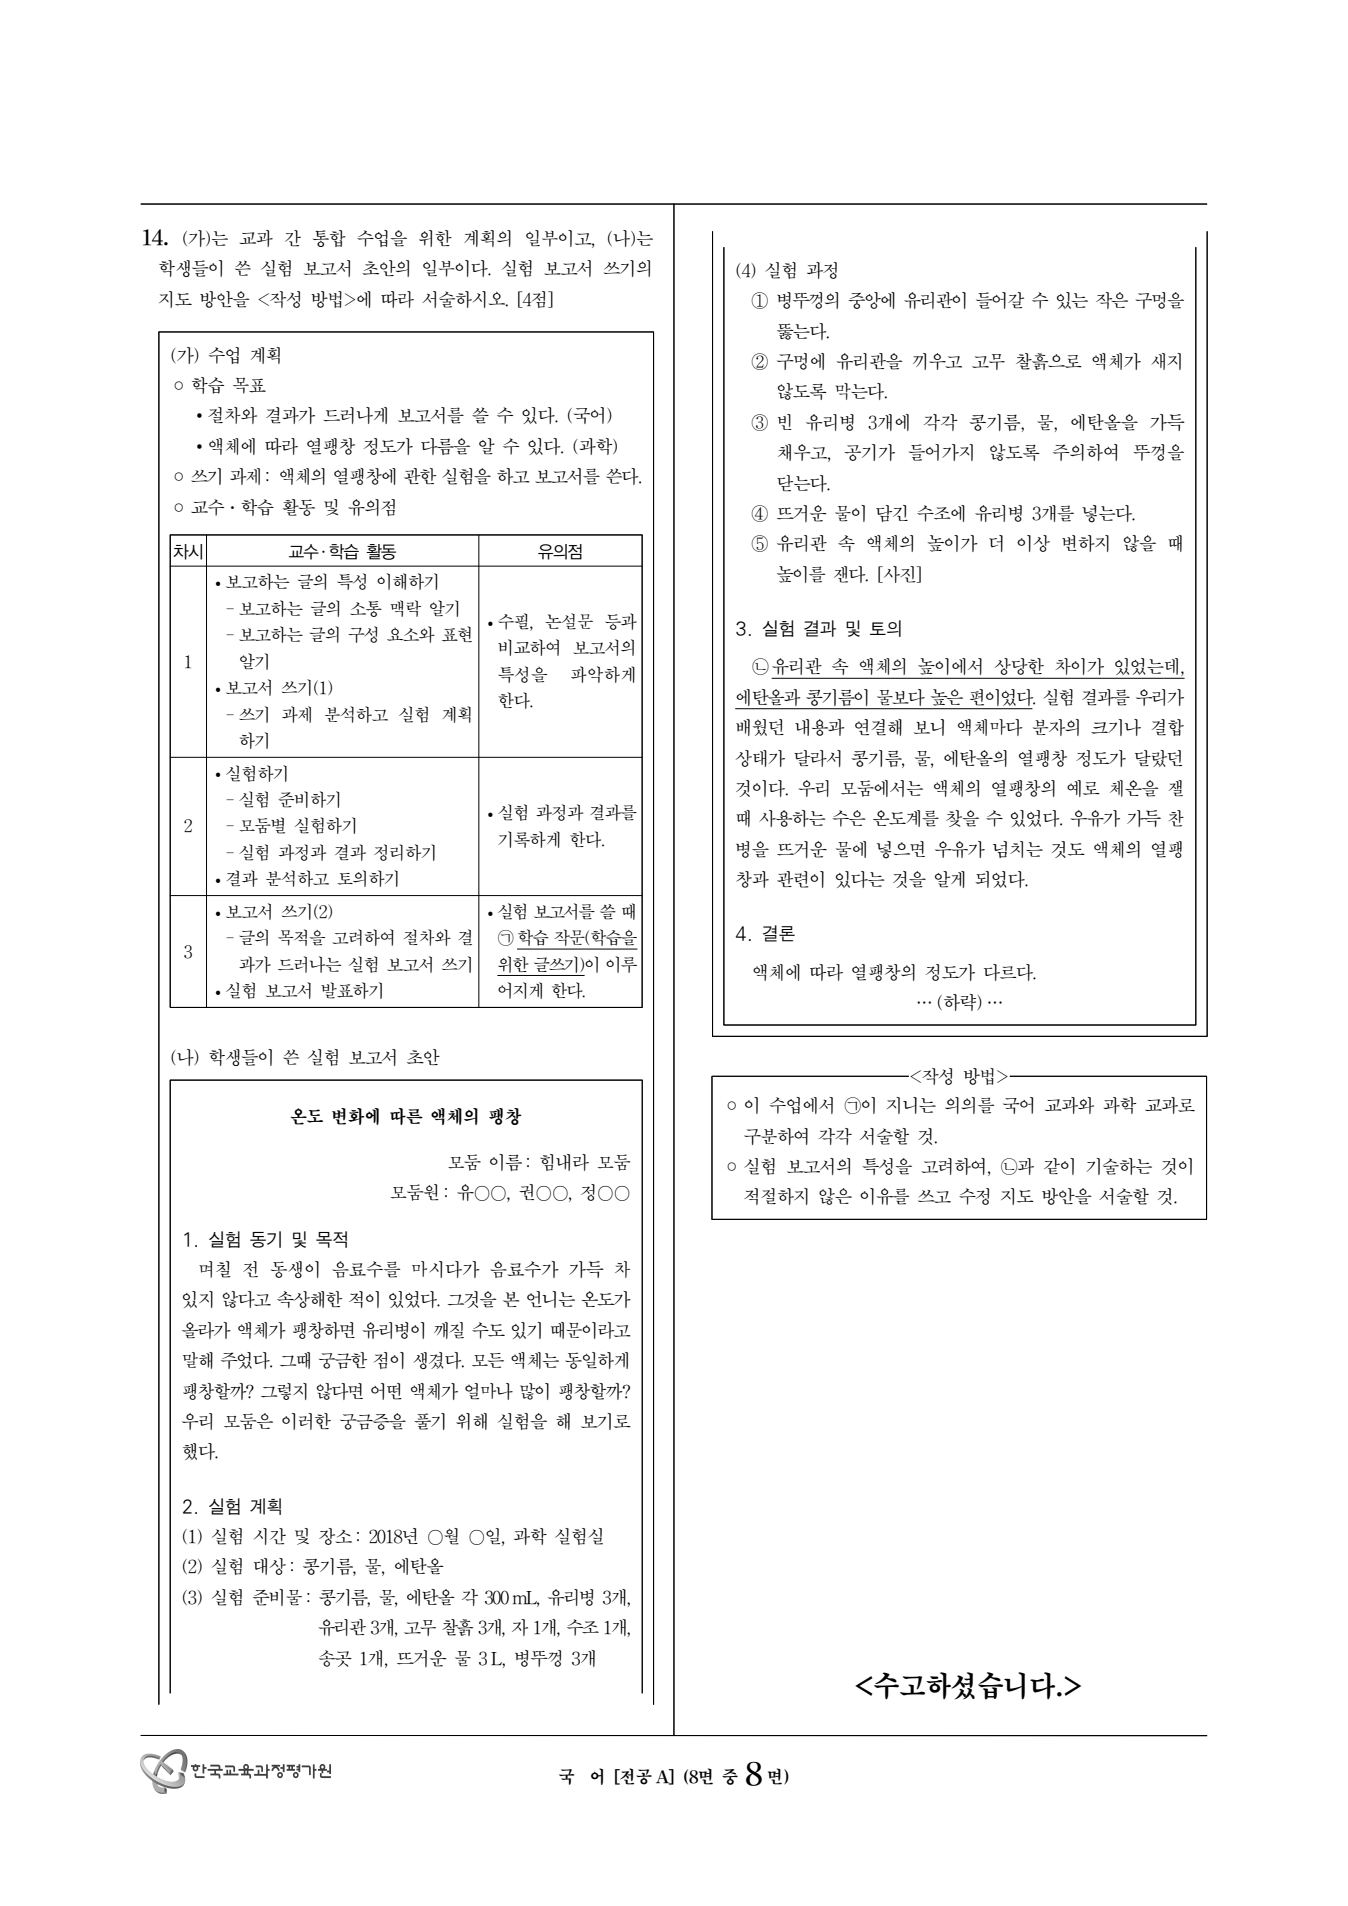 14. (가)는 교과 간 통합 수업을 위한 계획의 일부이고, (나)는
학생들이 쓴 실험 보고서 초안의 일부이다. 실험 보고서 쓰기의
지도 방안을 <작성 방법>에 따라 서술하시오. [4점]
(가) 수업 계획
○ 학습 목표
• 절차와 결과가 드러나게 보고서를 쓸 수 있다. (국어)
• 액체에 따라 열팽창 정도가 다름을 알 수 있다. (과학)
○ 쓰기 과제: 액체의 열팽창에 관한 실험을 하고 보고서를 쓴다.
○ 교수·학습 활동 및 유의점
차시 교수·학습 활동 유의점
1
• 보고하는 글의 특성 이해하기
- 보고하는 글의 소통 맥락 알기
- 보고하는 글의 구성 요소와 표현
알기
• 보고서 쓰기(1)
- 쓰기 과제 분석하고 실험 계획
하기
• 수필, 논설문 등과
비교하여 보고서의
특성을 파악하게
한다.
2
• 실험하기
- 실험 준비하기
- 모둠별 실험하기
- 실험 과정과 결과 정리하기
• 결과 분석하고 토의하기
• 실험 과정과 결과를
기록하게 한다.
3
• 보고서 쓰기(2)
- 글의 목적을 고려하여 절차와 결
과가 드러나는 실험 보고서 쓰기
• 실험 보고서 발표하기
• 실험 보고서를 쓸 때
㉠ 학습 작문(학습을
위한 글쓰기)이 이루
어지게 한다.
(나) 학생들이 쓴 실험 보고서 초안
온도 변화에 따른 액체의 팽창
모둠 이름: 힘내라 모둠
모둠원: 유○○, 권○○, 정○○
1. 실험 동기 및 목적
며칠 전 동생이 음료수를 마시다가 음료수가 가득 차
있지 않다고 속상해한 적이 있었다. 그것을 본 언니는 온도가
올라가 액체가 팽창하면 유리병이 깨질 수도 있기 때문이라고
말해 주었다. 그때 궁금한 점이 생겼다. 모든 액체는 동일하게
팽창할까? 그렇지 않다면 어떤 액체가 얼마나 많이 팽창할까?
우리 모둠은 이러한 궁금증을 풀기 위해 실험을 해 보기로
했다.
2. 실험 계획
(1) 실험 시간 및 장소: 2018년 ○월 ○일, 과학 실험실
(2) 실험 대상: 콩기름, 물, 에탄올
(3) 실험 준비물: 콩기름, 물, 에탄올 각 300 mL, 유리병 3개,
유리관 3개, 고무 찰흙 3개, 자 1개, 수조 1개,
송곳 1개, 뜨거운 물 3 L, 병뚜껑 3개
(4) 실험 과정
① 병뚜껑의 중앙에 유리관이 들어갈 수 있는 작은 구멍을
뚫는다.
② 구멍에 유리관을 끼우고 고무 찰흙으로 액체가 새지
않도록 막는다.
③ 빈 유리병 3개에 각각 콩기름, 물, 에탄올을 가득
채우고, 공기가 들어가지 않도록 주의하여 뚜껑을
닫는다.
④ 뜨거운 물이 담긴 수조에 유리병 3개를 넣는다.
⑤ 유리관 속 액체의 높이가 더 이상 변하지 않을 때
높이를 잰다. [사진]
3. 실험 결과 및 토의
㉡ 유리관 속 액체의 높이에서 상당한 차이가 있었는데,
에탄올과 콩기름이 물보다 높은 편이었다. 실험 결과를 우리가
배웠던 내용과 연결해 보니 액체마다 분자의 크기나 결합
상태가 달라서 콩기름, 물, 에탄올의 열팽창 정도가 달랐던
것이다. 우리 모둠에서는 액체의 열팽창의 예로 체온을 잴
때 사용하는 수은 온도계를 찾을 수 있었다. 우유가 가득 찬
병을 뜨거운 물에 넣으면 우유가 넘치는 것도 액체의 열팽
창과 관련이 있다는 것을 알게 되었다.
4. 결론
액체에 따라 열팽창의 정도가 다르다.
… (하략) …
<작성 방법>
○ 이 수업에서 ㉠이 지니는 의의를 국어 교과와 과학 교과로
구분하여 각각 서술할 것.
○ 실험 보고서의 특성을 고려하여, ㉡과 같이 기술하는 것이
적절하지 않은 이유를 쓰고 수정 지도 방안을 서술할 것.
<수고하셨습니다.>
한국교육과정평가원
국 어 [전공 A] (8면 중 8 면)